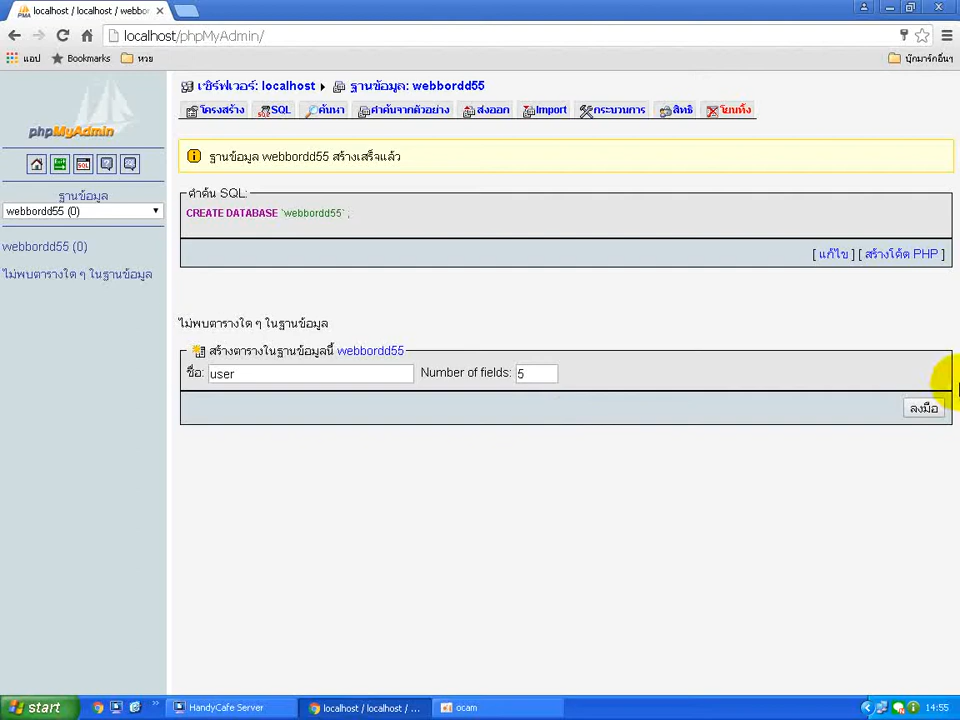 localhost / localhost / webbo
localhost/phpMyAdmin/
แอป Bookmarks หวย บุ๊กมาร์กอื่นๆ
phpMyAdmin
ฐานข้อมูล
webbordd55 (0)
webbordd55 (0)
ไม่พบตารางใด ๆ ในฐานข้อมูล
เซิร์ฟเวอร์: localhost ▸ ฐานข้อมูล: webbordd55
โครงสร้าง SQL ค้นหา คำค้นจากตัวอย่าง ส่งออก Import กระบวนการ สิทธิ โยนทิ้ง
ฐานข้อมูล webbordd55 สร้างเสร็จแล้ว
คำค้น SQL:
CREATE DATABASE `webbordd55` ;
[ แก้ไข ] [ สร้างโค้ด PHP ]
ไม่พบตารางใด ๆ ในฐานข้อมูล
สร้างตารางในฐานข้อมูลนี้ webbordd55
ชื่อ: user Number of fields: 5
ลงมือ
start HandyCafe Server localhost / localhost / ... ocam 14:55